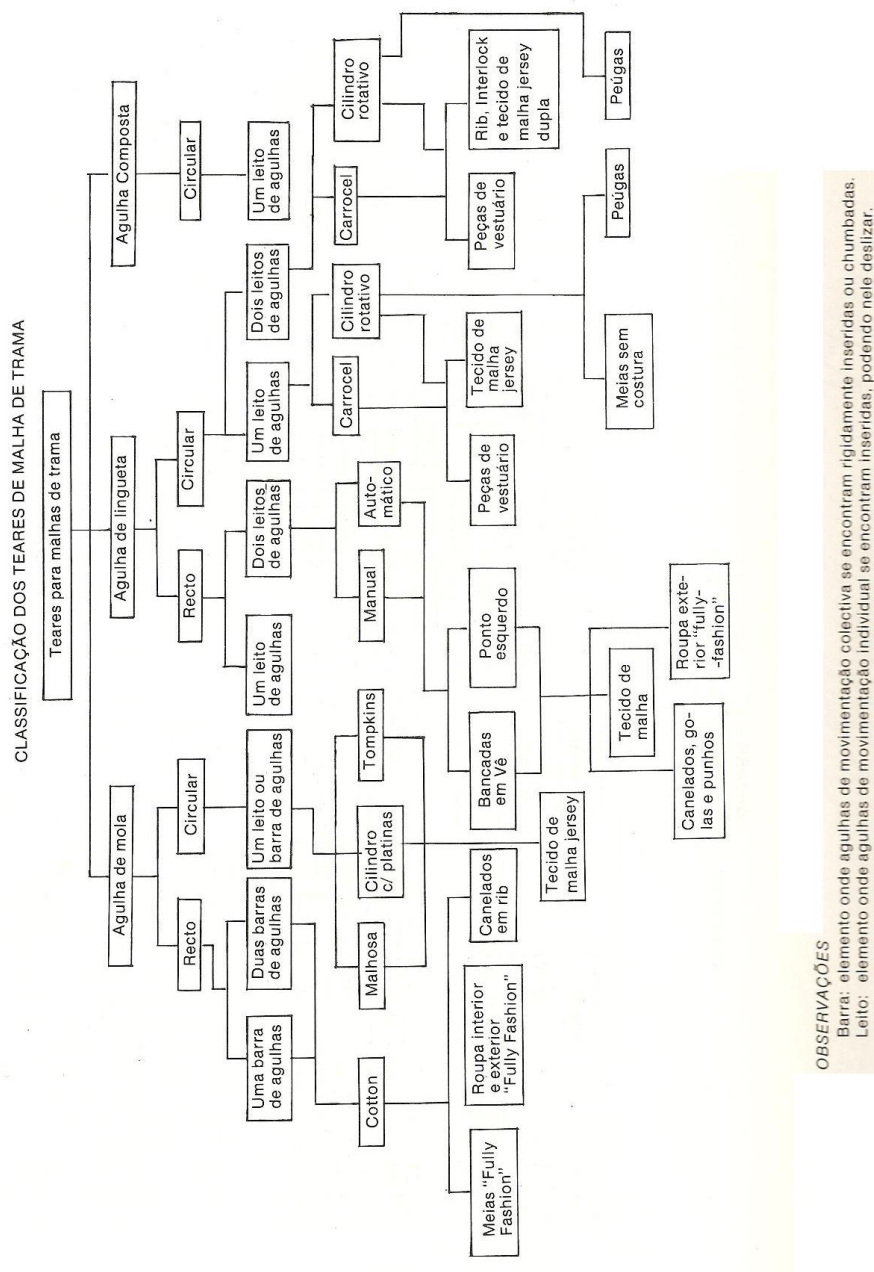 CLASSIFICAÇÃO DOS TEARES DE MALHA DE TRAMA
Teares para malhas de trama
Agulha de mola
Agulha de lingueta
Agulha Composta
Recto
Circular
Recto
Circular
Circular
Uma barra
de agulhas
Duas barras
de agulhas
Um leito ou
barra de agulhas
Um leito
de agulhas
Dois leitos
de agulhas
Um leito
de agulhas
Dois leitos
de agulhas
Um leito
de agulhas
Cotton
Malhosa
Cilindro
c/ platinas
Tompkins
Manual
Auto-
mático
Carrocel
Cilindro
rotativo
Carrocel
Cilindro
rotativo
Meias "Fully
Fashion"
Roupa interior
e exterior
"Fully Fashion"
Canelados
em rib
Bancadas
em Vê
Ponto
esquerdo
Peças de
vestuário
Tecido de
malha
jersey
Peças de
vestuário
Rib, Interlock
e tecido de
malha jersey
dupla
Tecido de
malha jersey
Meias sem
costura
Peúgas
Peúgas
Canelados, go-
las e punhos
Tecido de
malha
Roupa exte-
rior "fully-
-fashion"
OBSERVAÇÕES
Barra: elemento onde agulhas de movimentação colectiva se encontram rigidamente inseridas ou chumbadas.
Leito: elemento onde agulhas de movimentação individual se encontram inseridas, podendo nele deslizar.